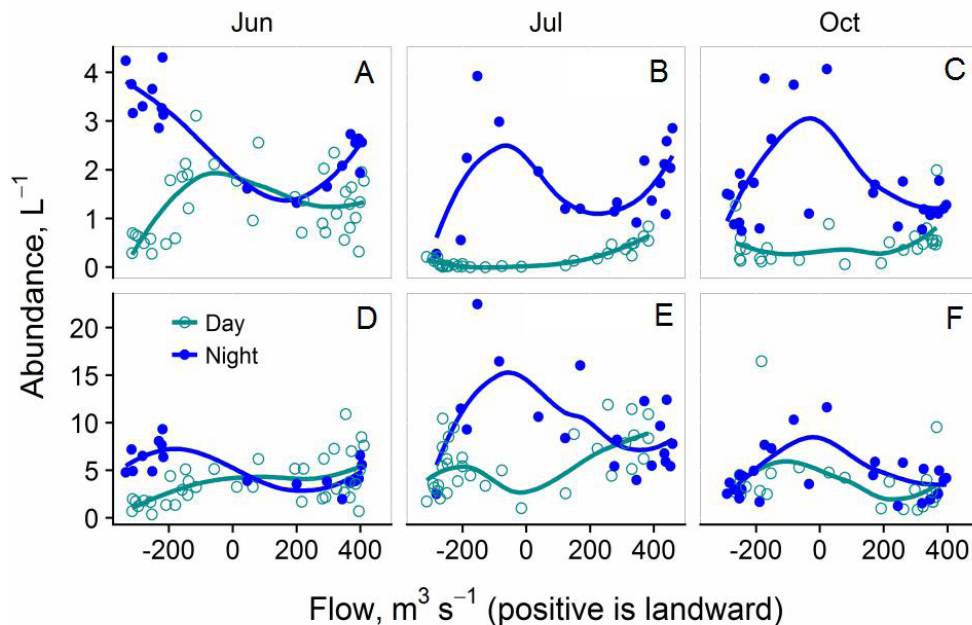 Jun Jul Oct
A B C
4
3
2
1
0
Abundance, L⁻¹
D E F
Day
Night
20
15
10
5
0
-200 0 200 400 -200 0 200 400 -200 0 200 400
Flow, m³ s⁻¹ (positive is landward)